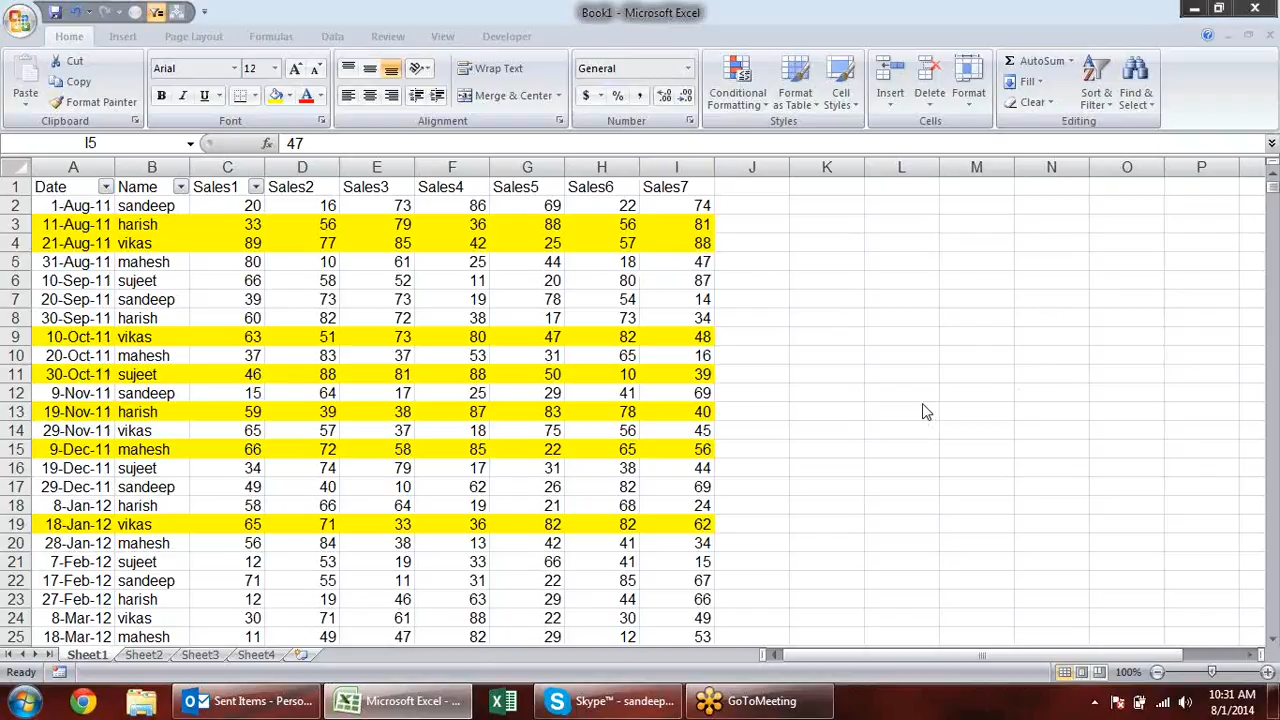 Book1 - Microsoft Excel
Home Insert Page Layout Formulas Data Review View Developer
Paste Cut Copy Format Painter Clipboard
Arial 12 Font
Wrap Text Merge & Center Alignment
General $ % , Number
Conditional Formatting Format as Table Cell Styles Styles
Insert Delete Format Cells
AutoSum Fill Clear Sort & Filter Find & Select Editing
I5 fx 47
A B C D E F G H I J K L M N O P
1 Date Name Sales1 Sales2 Sales3 Sales4 Sales5 Sales6 Sales7
2 1-Aug-11 sandeep 20 16 73 86 69 22 74
3 11-Aug-11 harish 33 56 79 36 88 56 81
4 21-Aug-11 vikas 89 77 85 42 25 57 88
5 31-Aug-11 mahesh 80 10 61 25 44 18 47
6 10-Sep-11 sujeet 66 58 52 11 20 80 87
7 20-Sep-11 sandeep 39 73 73 19 78 54 14
8 30-Sep-11 harish 60 82 72 38 17 73 34
9 10-Oct-11 vikas 63 51 73 80 47 82 48
10 20-Oct-11 mahesh 37 83 37 53 31 65 16
11 30-Oct-11 sujeet 46 88 81 88 50 10 39
12 9-Nov-11 sandeep 15 64 17 25 29 41 69
13 19-Nov-11 harish 59 39 38 87 83 78 40
14 29-Nov-11 vikas 65 57 37 18 75 56 45
15 9-Dec-11 mahesh 66 72 58 85 22 65 56
16 19-Dec-11 sujeet 34 74 79 17 31 38 44
17 29-Dec-11 sandeep 49 40 10 62 26 82 69
18 8-Jan-12 harish 58 66 64 19 21 68 24
19 18-Jan-12 vikas 65 71 33 36 82 82 62
20 28-Jan-12 mahesh 56 84 38 13 42 41 34
21 7-Feb-12 sujeet 12 53 19 33 66 41 15
22 17-Feb-12 sandeep 71 55 11 31 22 85 67
23 27-Feb-12 harish 12 19 46 63 29 44 66
24 8-Mar-12 vikas 30 71 61 88 22 30 49
25 18-Mar-12 mahesh 11 49 47 82 29 12 53
Sheet1 Sheet2 Sheet3 Sheet4
Ready 100%
Sent Items - Perso... Microsoft Excel - ... Skype™ - sandeep... GoToMeeting
10:31 AM
8/1/2014